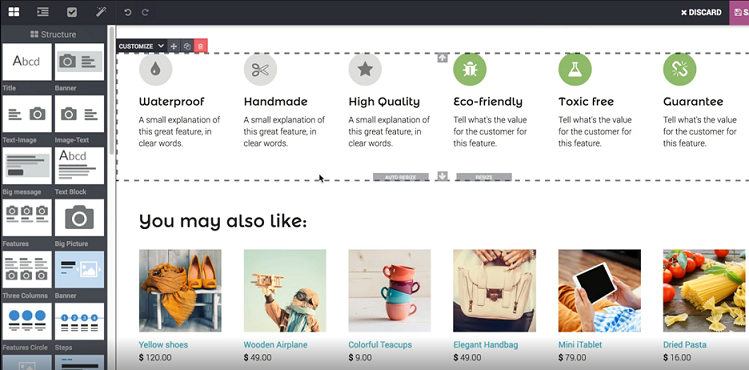 DISCARD
Structure
CUSTOMIZE
Abcd
Title
Banner
Text-Image
Image-Text
Abcd
Big message
Text Block
Features
Big Picture
Three Columns
Banner
Features Circle
Steps
Waterproof
A small explanation of
this great feature, in
clear words.
Handmade
A small explanation of
this great feature, in
clear words.
High Quality
A small explanation of
this great feature, in
clear words.
Eco-friendly
Tell what's the value
for the customer for
this feature.
Toxic free
Tell what's the value
for the customer for
this feature.
Guarantee
Tell what's the value
for the customer for
this feature.
AUTO RESIZE
RESIZE
You may also like:
Yellow shoes
$ 120.00
Wooden Airplane
$ 49.00
Colorful Teacups
$ 9.00
Elegant Handbag
$ 49.00
Mini iTablet
$ 79.00
Dried Pasta
$ 16.00